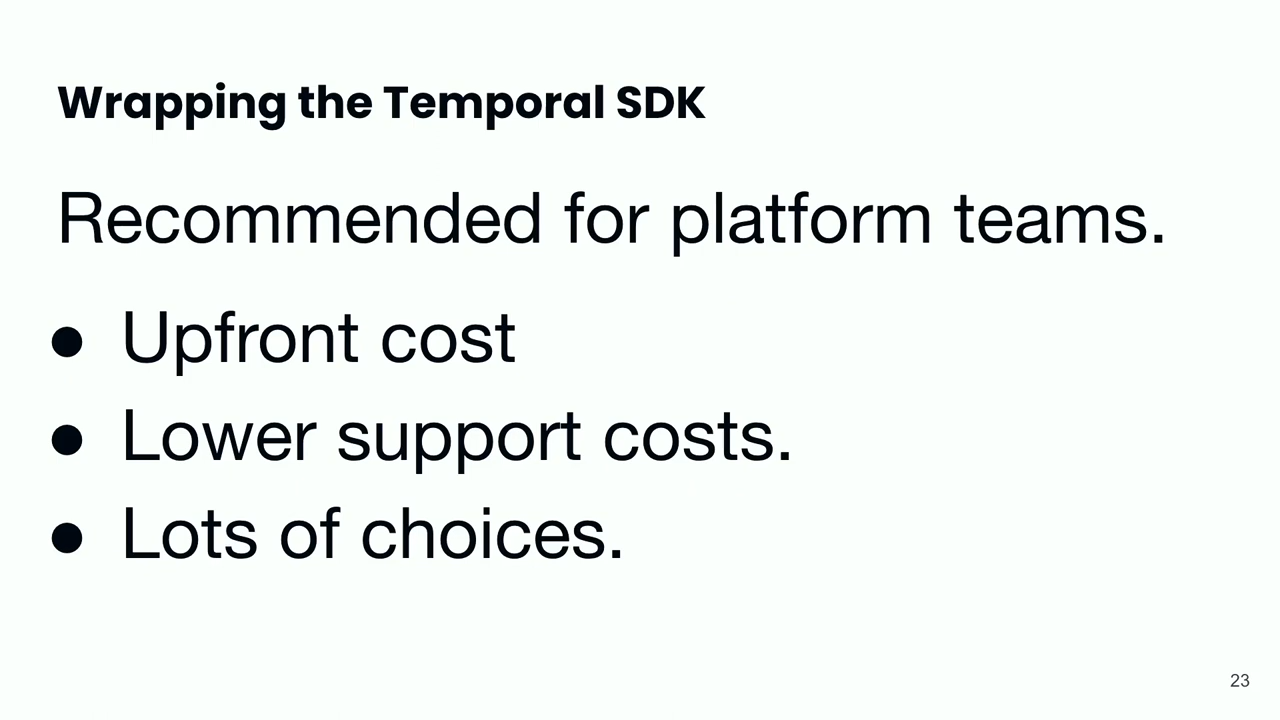 Wrapping the Temporal SDK
Recommended for platform teams.
● Upfront cost
● Lower support costs.
● Lots of choices.
23